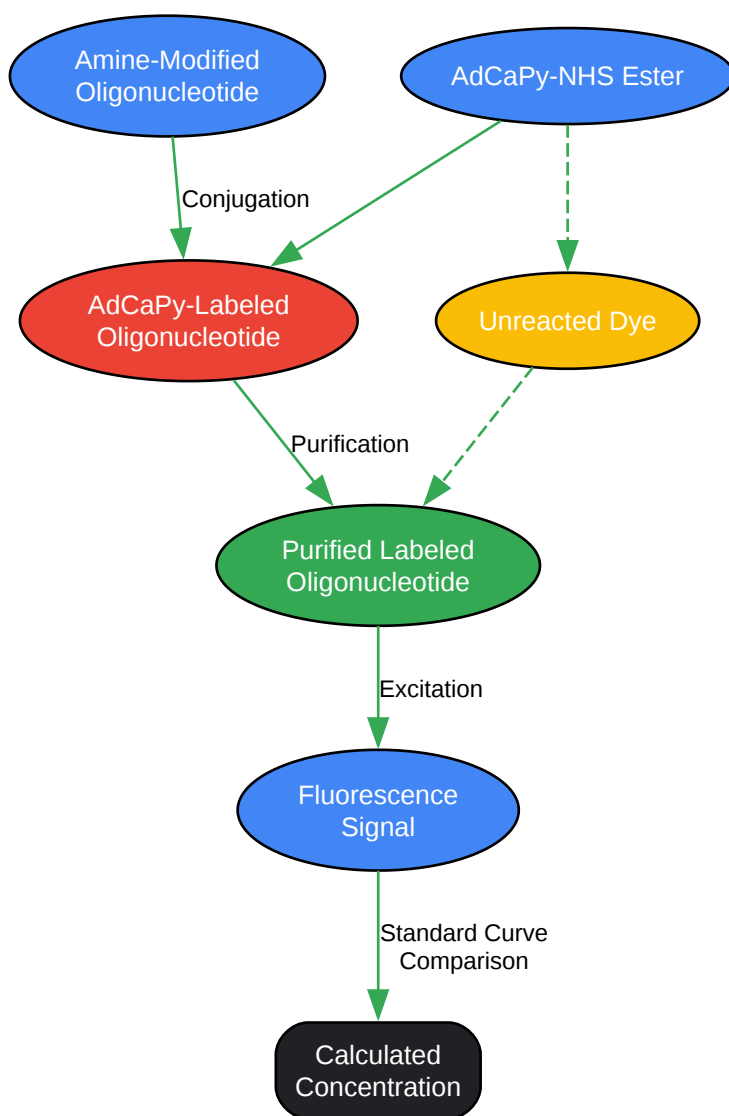 Amine-Modified
Oligonucleotide
AdCaPy-NHS Ester
Conjugation
AdCaPy-Labeled
Oligonucleotide
Unreacted Dye
Purification
Purified Labeled
Oligonucleotide
Excitation
Fluorescence
Signal
Standard Curve
Comparison
Calculated
Concentration